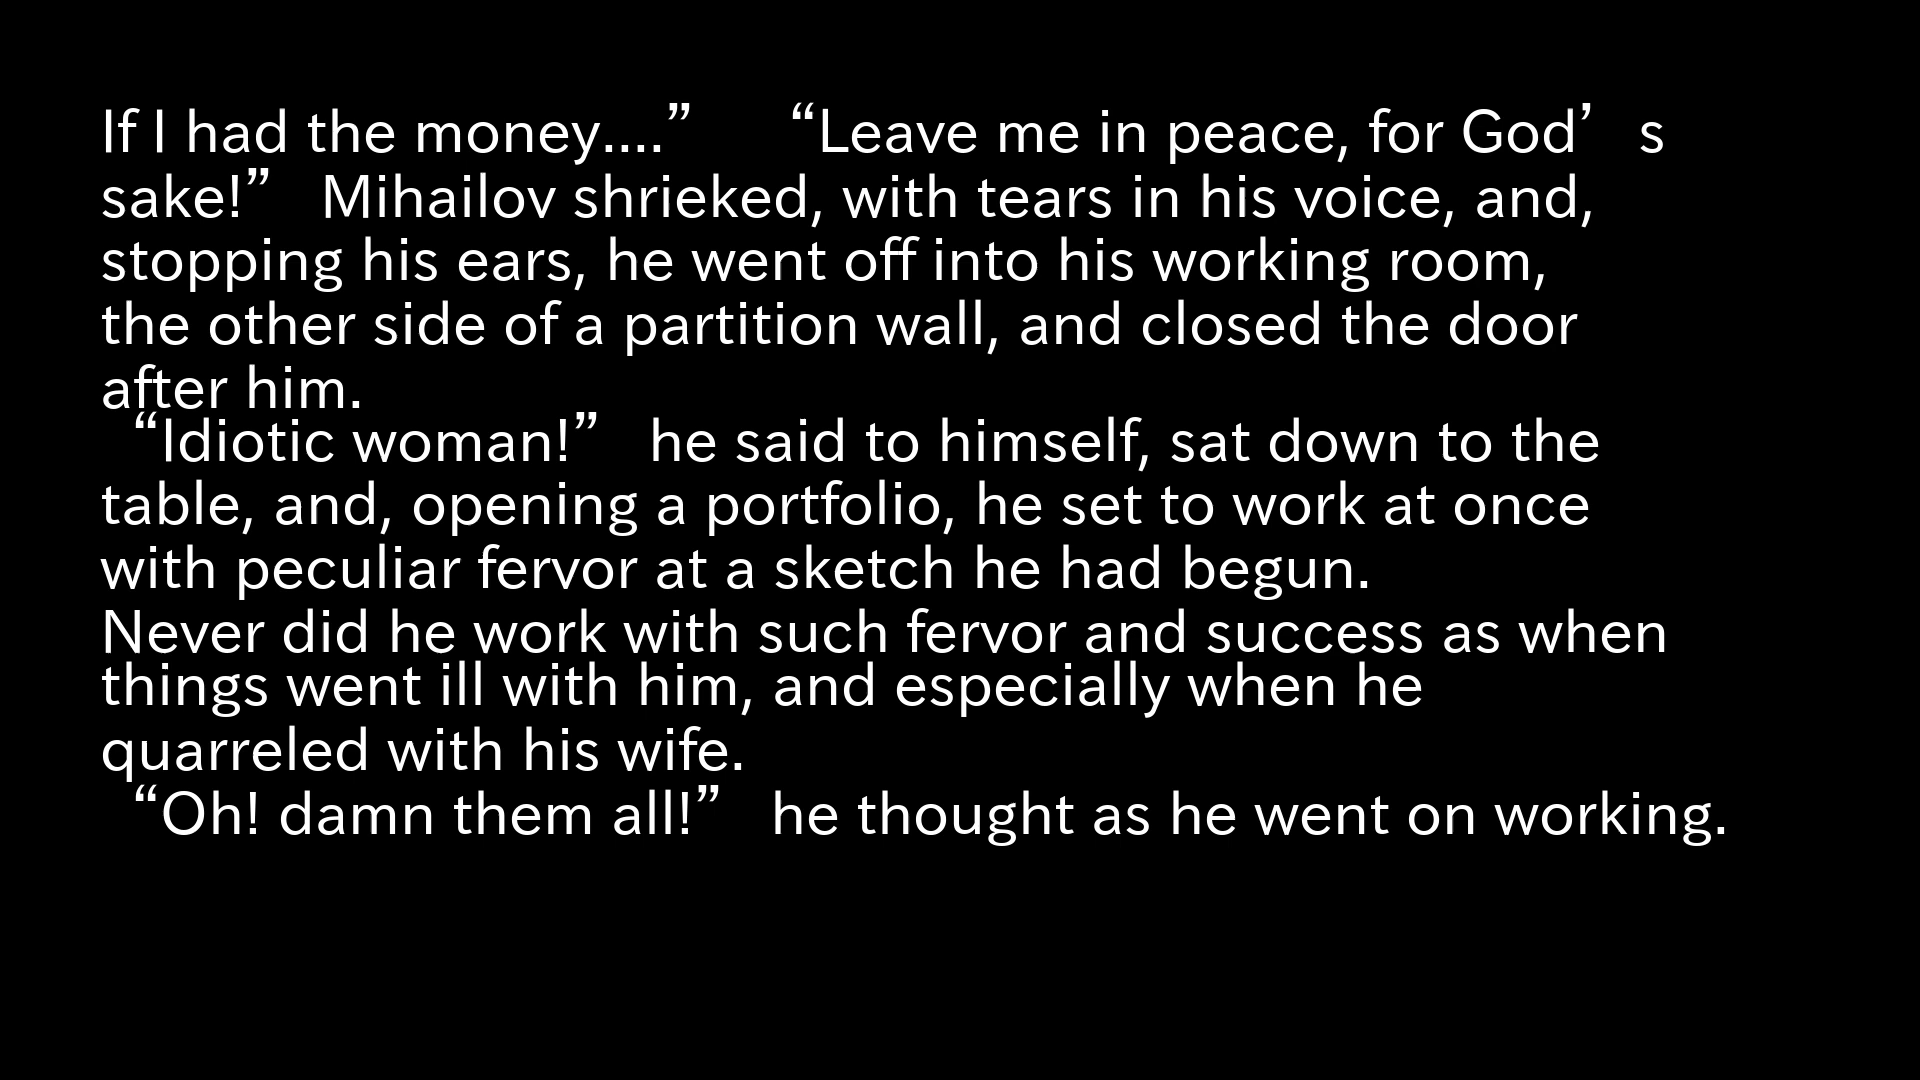 If I had the money....” “Leave me in peace, for God’s
sake!” Mihailov shrieked, with tears in his voice, and,
stopping his ears, he went off into his working room,
the other side of a partition wall, and closed the door
after him.
“Idiotic woman!” he said to himself, sat down to the
table, and, opening a portfolio, he set to work at once
with peculiar fervor at a sketch he had begun.
Never did he work with such fervor and success as when
things went ill with him, and especially when he
quarreled with his wife.
“Oh! damn them all!” he thought as he went on working.